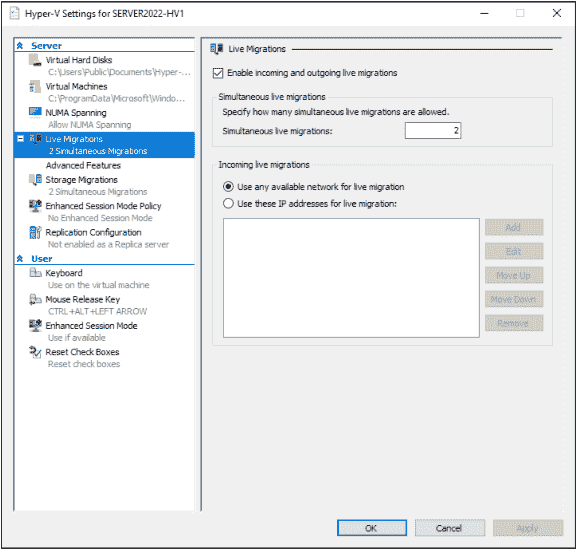 Hyper-V Settings for SERVER2022-HV1
Server
Virtual Hard Disks
C:\Users\Public\Documents\Hyper-...
Virtual Machines
C:\ProgramData\Microsoft\Windo...
NUMA Spanning
Allow NUMA Spanning
Live Migrations
2 Simultaneous Migrations
Advanced Features
Storage Migrations
2 Simultaneous Migrations
Enhanced Session Mode Policy
No Enhanced Session Mode
Replication Configuration
Not enabled as a Replica server
User
Keyboard
Use on the virtual machine
Mouse Release Key
CTRL+ALT+LEFT ARROW
Enhanced Session Mode
Use if available
Reset Check Boxes
Reset check boxes
Live Migrations
Enable incoming and outgoing live migrations
Simultaneous live migrations
Specify how many simultaneous live migrations are allowed.
Simultaneous live migrations: 2
Incoming live migrations
Use any available network for live migration
Use these IP addresses for live migration:
Add
Edit
Move Up
Move Down
Remove
OK Cancel Apply